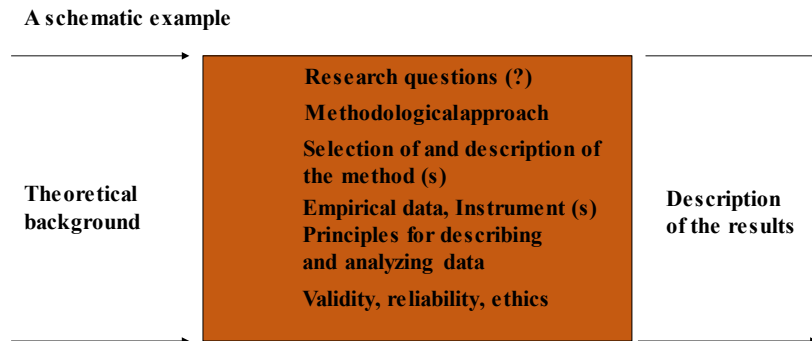 A schematic example
Research questions (?)
Methodologicalapproach
Selection of and description of
the method (s)
Theoretical
background
Empirical data, Instrument (s)
Principles for describing
and analyzing data
Validity, reliability, ethics
Description
of the results